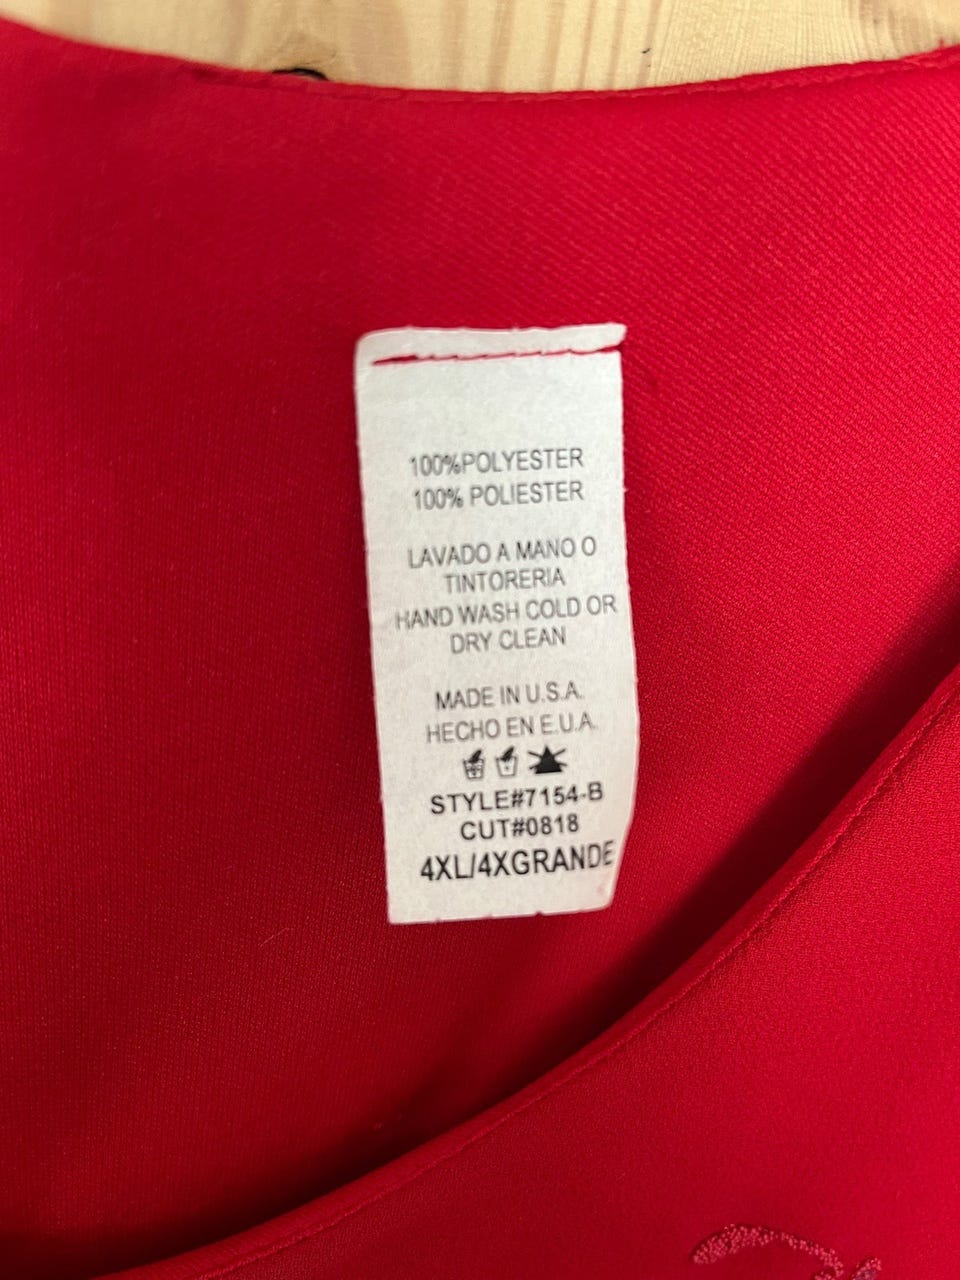 100%POLYESTER
100% POLIESTER
LAVADO A MANO O
TINTORERIA
HAND WASH COLD OR
DRY CLEAN
MADE IN U.S.A.
HECHO EN E.U.A.
STYLE#7154-B
CUT#0818
4XL/4XGRANDE